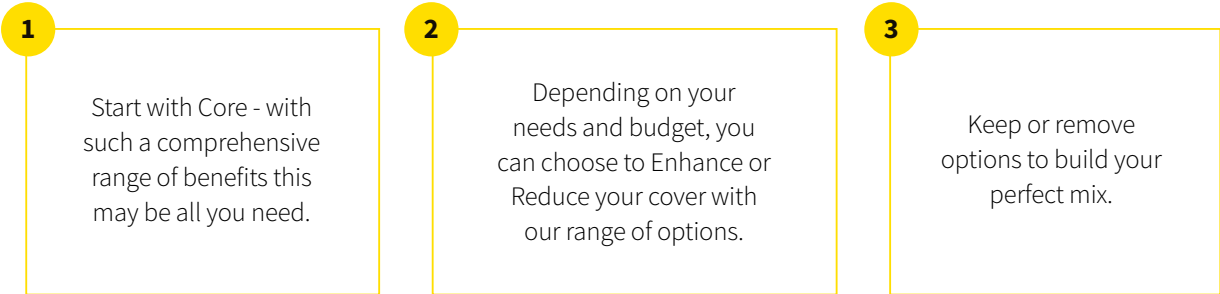 1
Start with Core - with
such a comprehensive
range of benefits this
may be all you need.
2
Depending on your
needs and budget, you
can choose to Enhance or
Reduce your cover with
our range of options.
3
Keep or remove
options to build your
perfect mix.